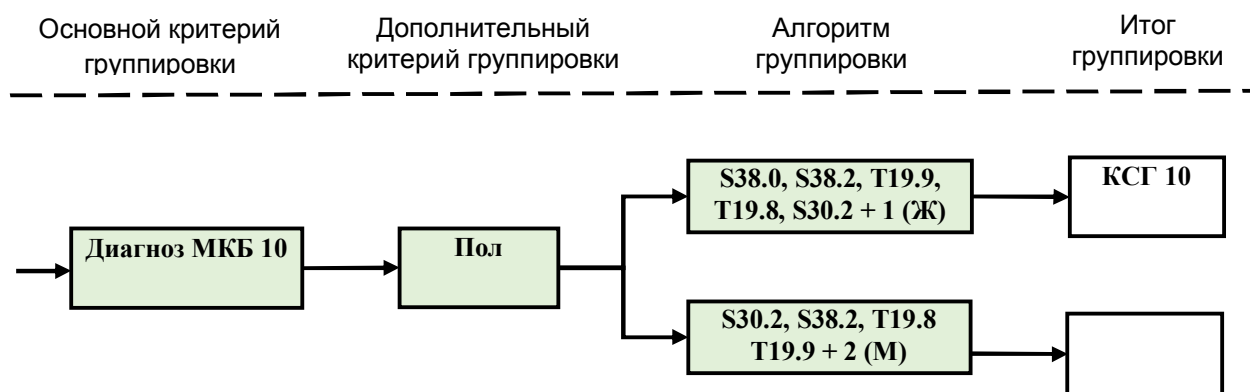 Основной критерий
группировки
Дополнительный
критерий группировки
Алгоритм
группировки
Итог
группировки
Диагноз МКБ 10
Пол
S38.0, S38.2, T19.9,
T19.8, S30.2 + 1 (Ж)
КСГ 10
S30.2, S38.2, T19.8
T19.9 + 2 (М)